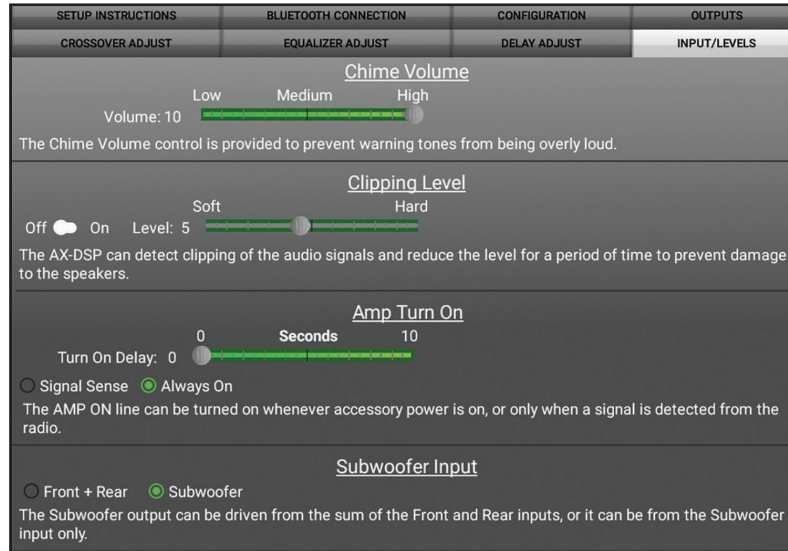 SETUP INSTRUCTIONS BLUETOOTH CONNECTION CONFIGURATION OUTPUTS
CROSSOVER ADJUST EQUALIZER ADJUST DELAY ADJUST INPUT/LEVELS
Chime Volume
Low Medium High
Volume: 10
The Chime Volume control is provided to prevent warning tones from being overly loud.
Clipping Level
Soft Hard
Off On Level: 5
The AX-DSP can detect clipping of the audio signals and reduce the level for a period of time to prevent damage
to the speakers.
Amp Turn On
0 Seconds 10
Turn On Delay: 0
Signal Sense Always On
The AMP ON line can be turned on whenever accessory power is on, or only when a signal is detected from the
radio.
Subwoofer Input
Front + Rear Subwoofer
The Subwoofer output can be driven from the sum of the Front and Rear inputs, or it can be from the Subwoofer
input only.